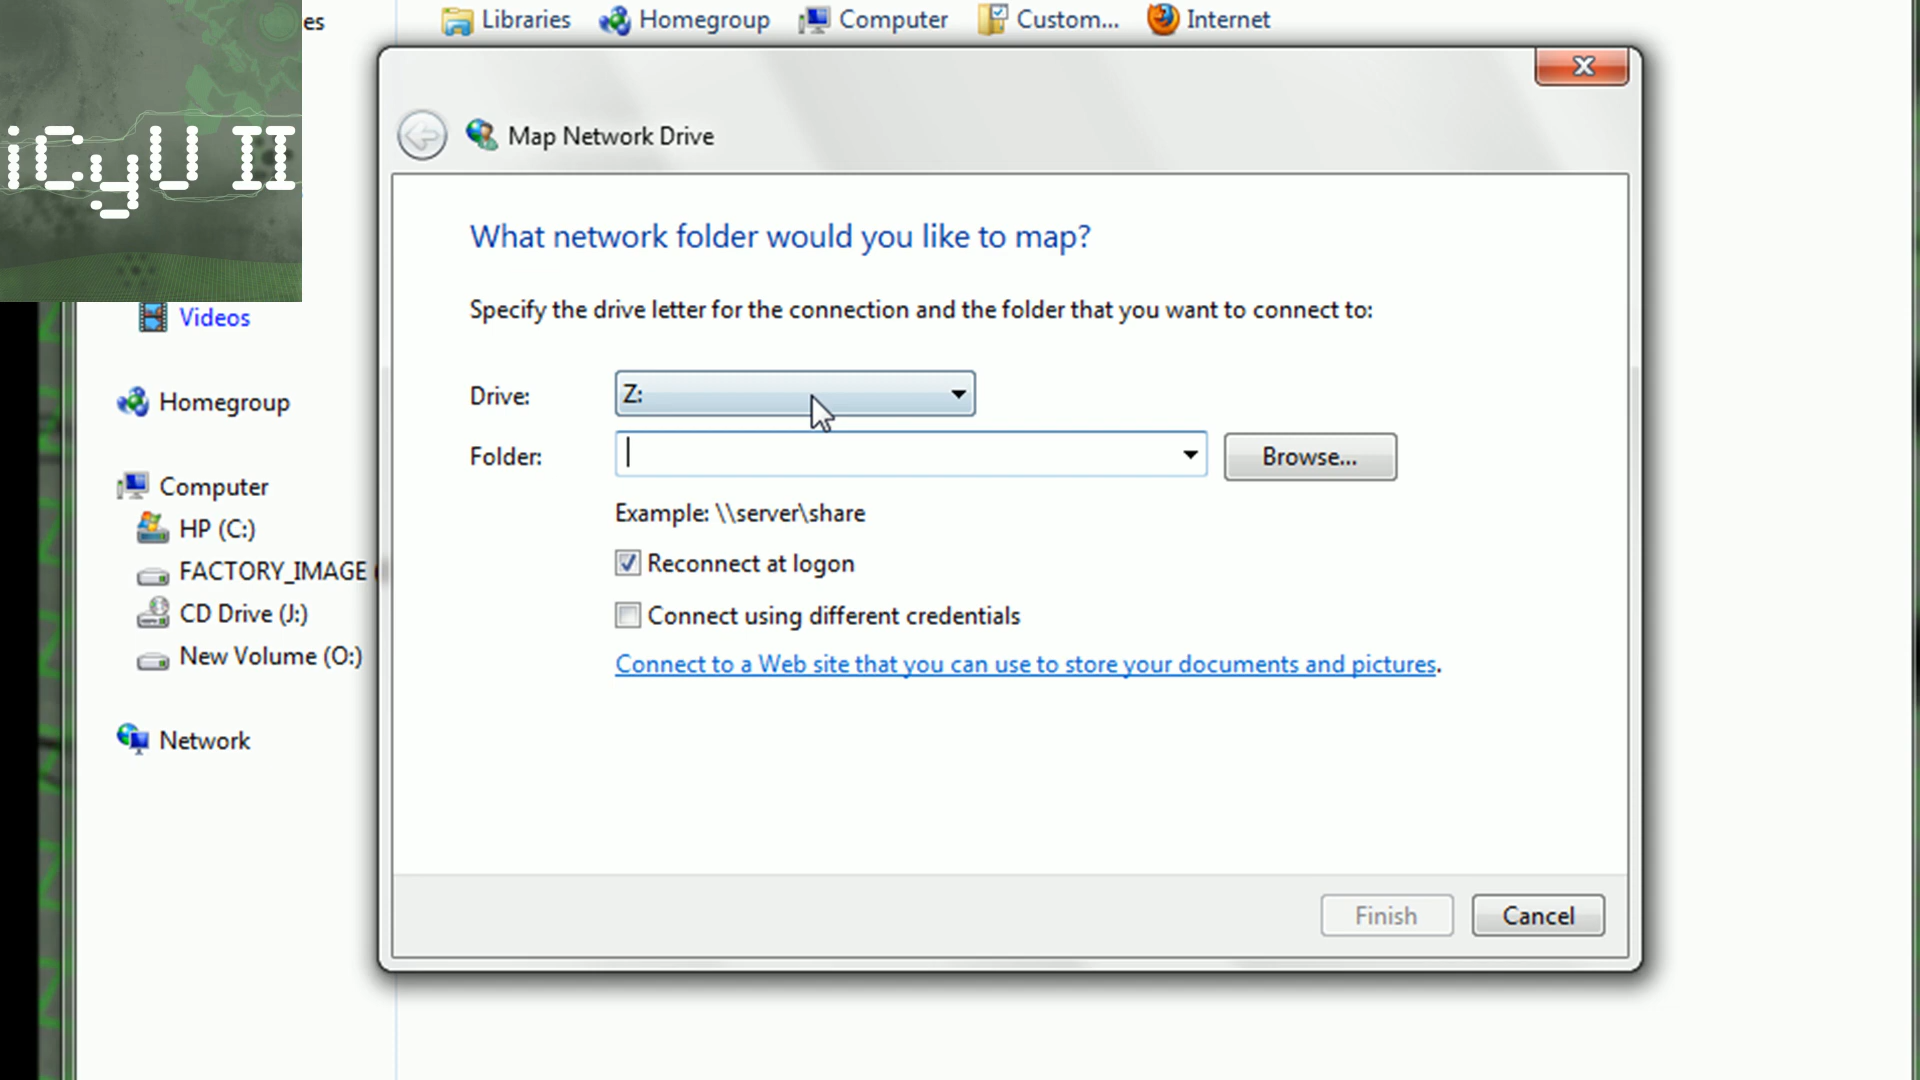 es
Libraries
Homegroup
Computer
Custom...
Internet
iCyU II
Map Network Drive
What network folder would you like to map?
Specify the drive letter for the connection and the folder that you want to connect to:
Drive:
Z:
Folder:
Browse...
Example: \\server\share
Reconnect at logon
Connect using different credentials
Connect to a Web site that you can use to store your documents and pictures.
Videos
Homegroup
Computer
HP (C:)
FACTORY_IMAGE
CD Drive (J:)
New Volume (O:)
Network
Finish
Cancel